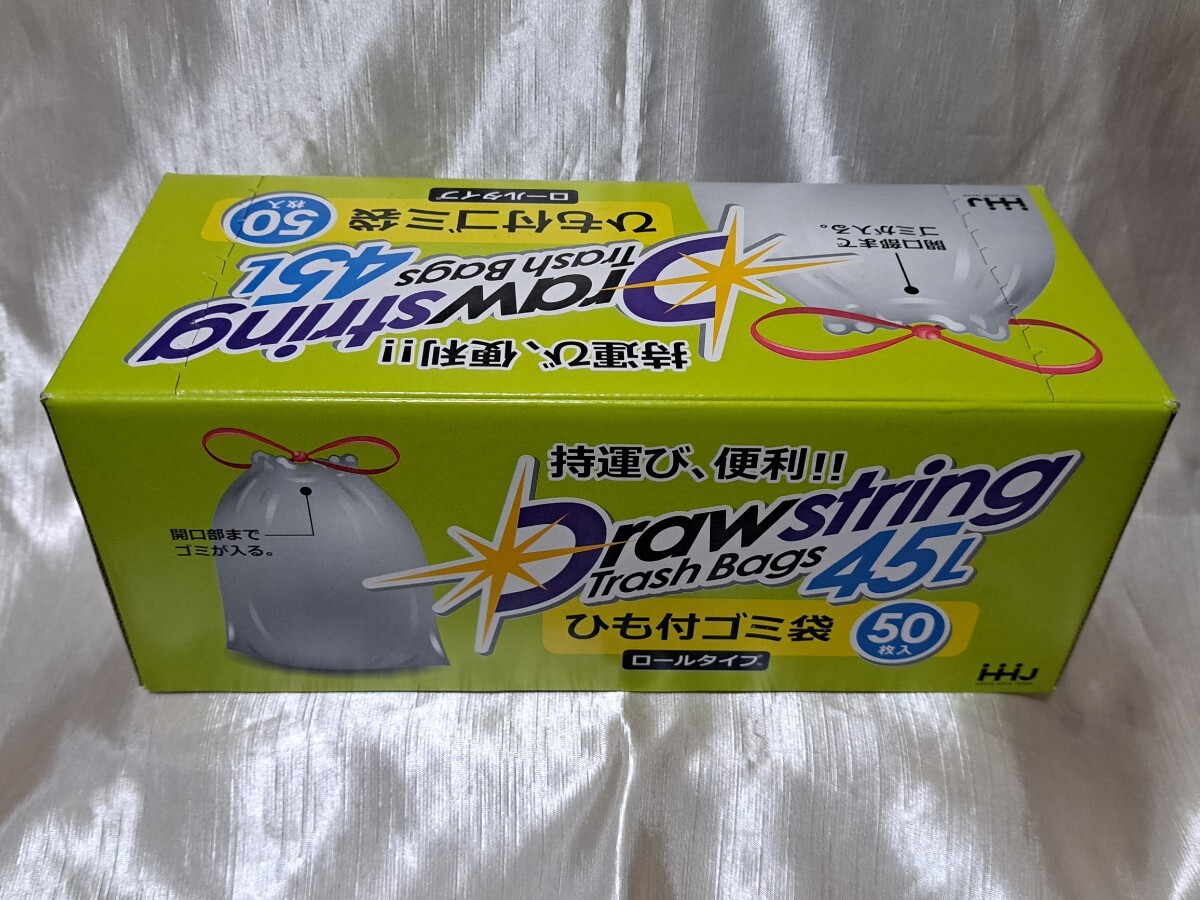 ロールタイプ
ひも付ゴミ袋
50
枚入
Drawstring
Trash Bags
45L
持運び、便利!!
開口部まで
ゴミが入る。
HHJ
持運び、便利!!
Drawstring
Trash Bags
45L
ひも付ゴミ袋
50
枚入
ロールタイプ
開口部まで
ゴミが入る。
HHJ